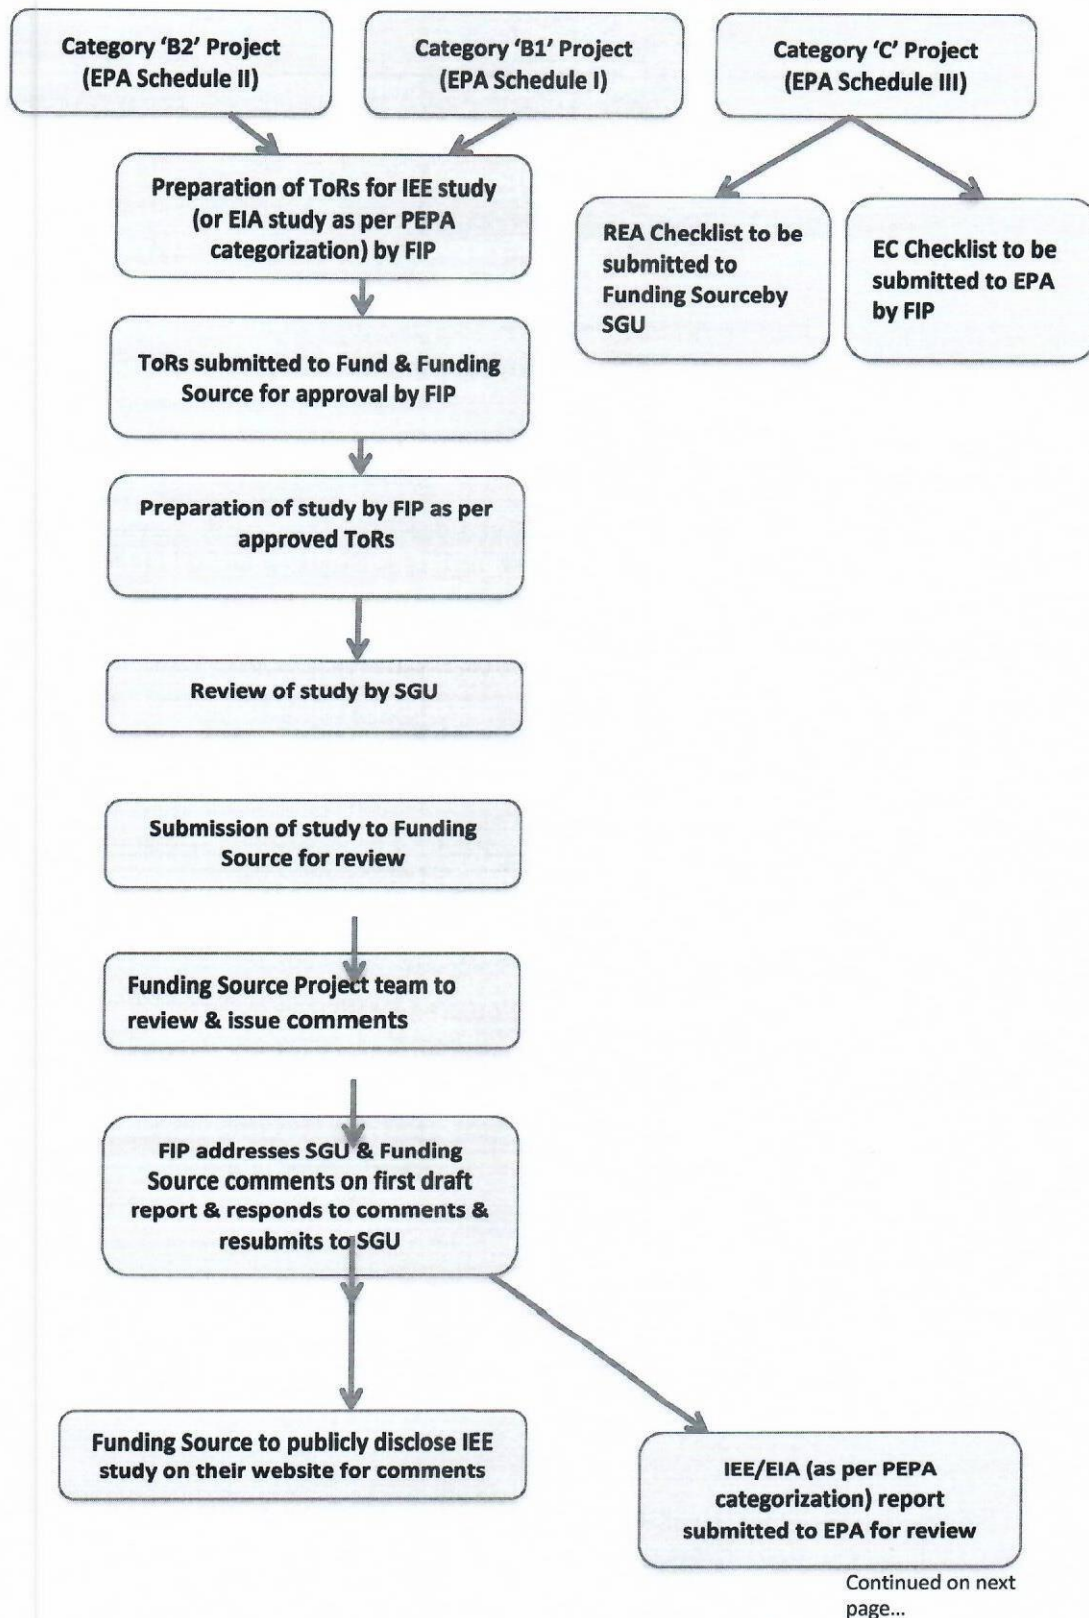 Category ‘B2’ Project
(EPA Schedule II)
Category ‘B1’ Project
(EPA Schedule I)
Category ‘C’ Project
(EPA Schedule III)
Preparation of ToRs for IEE study
(or EIA study as per PEPA
categorization) by FIP
REA Checklist to be
submitted to
Funding Sourceby
SGU
EC Checklist to be
submitted to EPA
by FIP
ToRs submitted to Fund & Funding
Source for approval by FIP
Preparation of study by FIP as per
approved ToRs
Review of study by SGU
Submission of study to Funding
Source for review
Funding Source Project team to
review & issue comments
FIP addresses SGU & Funding
Source comments on first draft
report & responds to comments &
resubmits to SGU
Funding Source to publicly disclose IEE
study on their website for comments
IEE/EIA (as per PEPA
categorization) report
submitted to EPA for review
Continued on next
page...